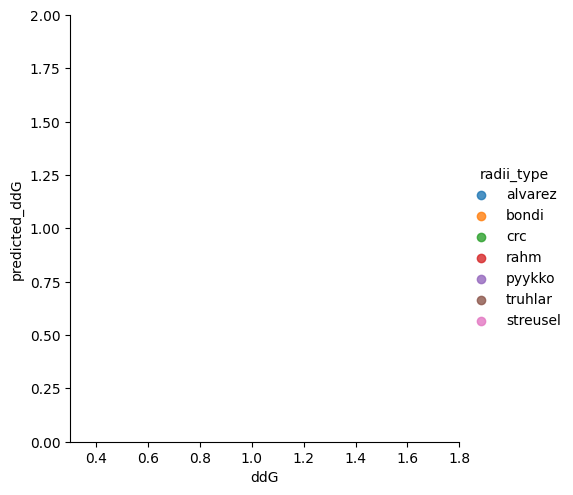 2.00
1.75
1.50
1.25
1.00
0.75
0.50
0.25
0.00
predicted_ddG
0.4 0.6 0.8 1.0 1.2 1.4 1.6 1.8
ddG
radii_type
alvarez
bondi
crc
rahm
pyykko
truhlar
streusel